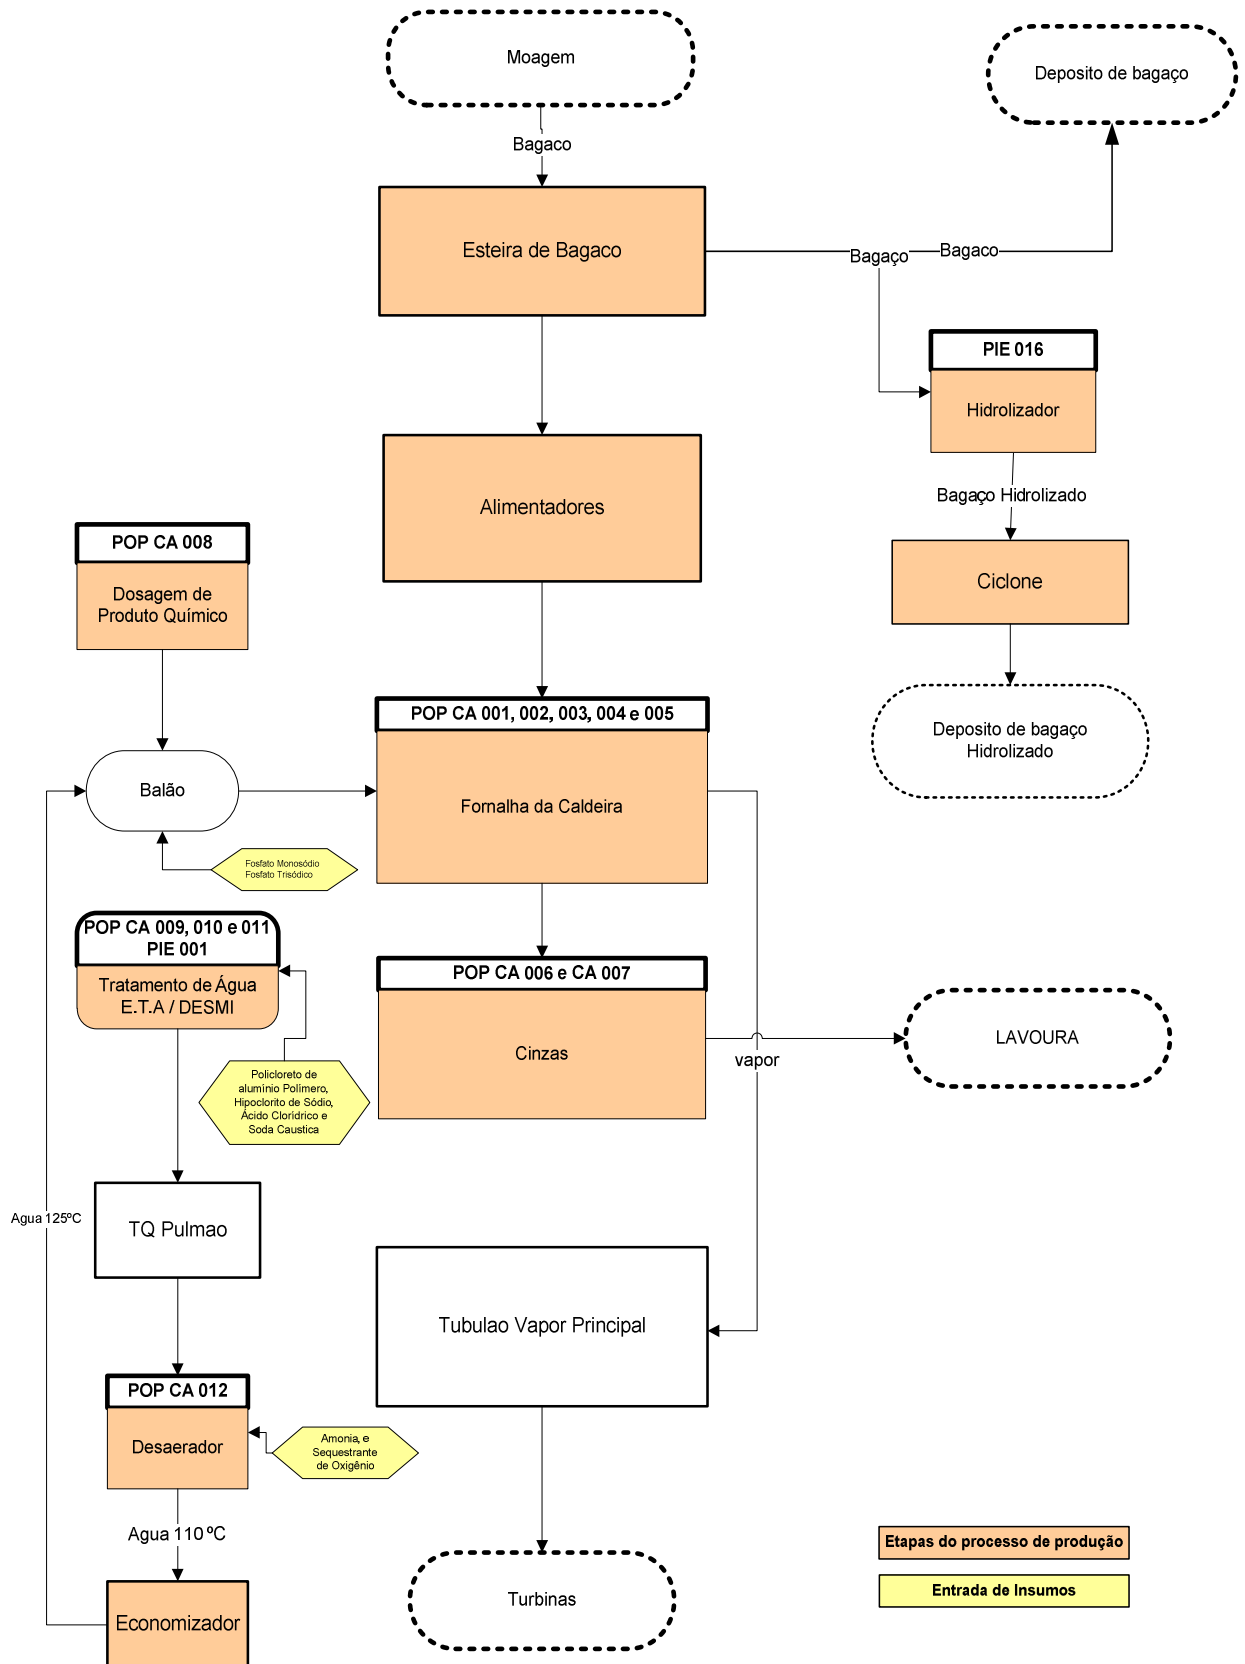 Moagem
Deposito de bagaço
Bagaco
Esteira de Bagaco
Bagaço
Bagaco
PIE 016
Hidrolizador
Bagaço Hidrolizado
Alimentadores
Ciclone
POP CA 008
Dosagem de
Produto Químico
Deposito de bagaço
Hidrolizado
POP CA 001, 002, 003, 004 e 005
Fornalha da Caldeira
Balão
Fosfato Monosódio
Fosfato Trisódico
POP CA 009, 010 e 011
PIE 001
Tratamento de Água
E.T.A / DESMI
POP CA 006 e CA 007
Cinzas
LAVOURA
vapor
Policloreto de
aluminio Polímero,
Hipoclorito de Sódio,
Ácido Clorídrico e
Soda Caustica
Agua 125ºC
TQ Pulmao
Tubulao Vapor Principal
POP CA 012
Desaerador
Amonia, e
Sequestrante
de Oxigênio
Agua 110 ºC
Economizador
Turbinas
Etapas do processo de produção
Entrada de Insumos